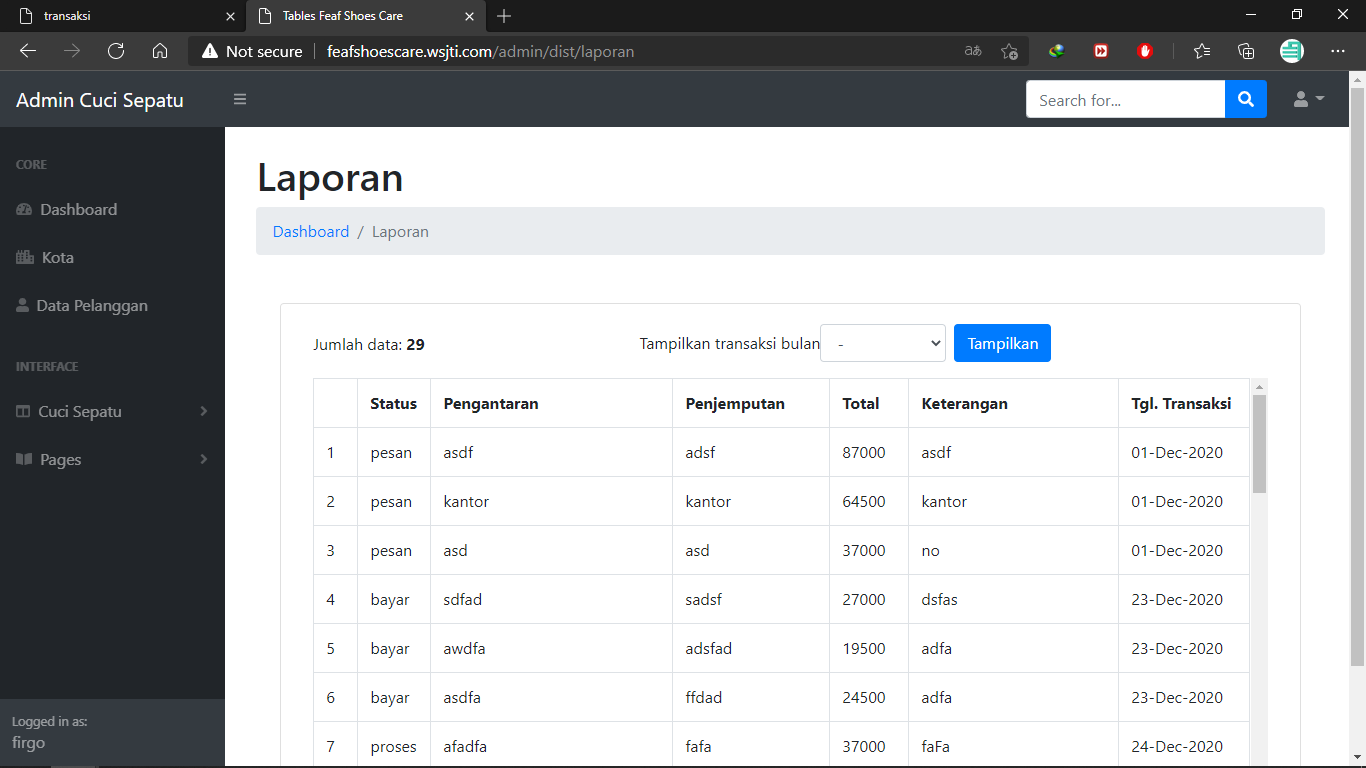 transaksi
Tables Feaf Shoes Care
Not secure feafshoescare.wsjti.com/admin/dist/laporan
Admin Cuci Sepatu
Search for...
CORE
Dashboard
Kota
Data Pelanggan
INTERFACE
Cuci Sepatu
Pages
Logged in as:
firgo
Laporan
Dashboard / Laporan
Jumlah data: 29 Tampilkan transaksi bulan - Tampilkan
Status Pengantaran Penjemputan Total Keterangan Tgl. Transaksi
1 pesan asdf adsf 87000 asdf 01-Dec-2020
2 pesan kantor kantor 64500 kantor 01-Dec-2020
3 pesan asd asd 37000 no 01-Dec-2020
4 bayar sdfad sadsf 27000 dsfas 23-Dec-2020
5 bayar awdfa adsfad 19500 adfa 23-Dec-2020
6 bayar asdfa ffdad 24500 adfa 23-Dec-2020
7 proses afadfa fafa 37000 faFa 24-Dec-2020